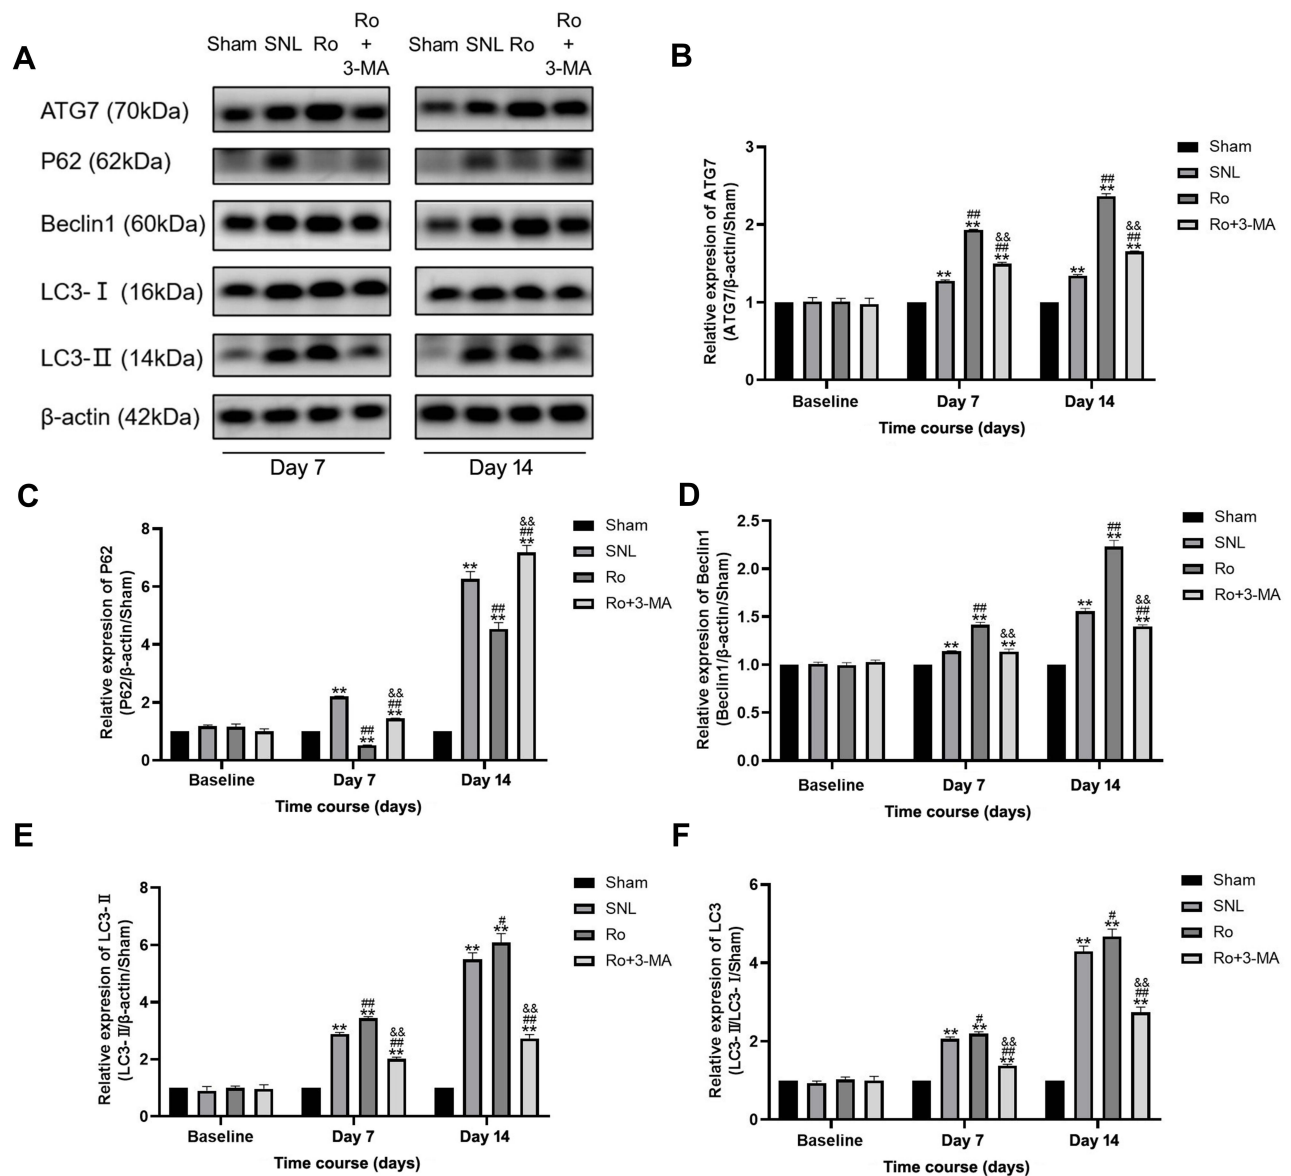 A
Sham SNL Ro Ro + 3-MA Sham SNL Ro Ro + 3-MA
ATG7 (70kDa)
P62 (62kDa)
Beclin1 (60kDa)
LC3-Ⅰ (16kDa)
LC3-Ⅱ (14kDa)
β-actin (42kDa)
Day 7 Day 14
B
Relative expresion of ATG7
(ATG7/β-actin/Sham)
3
2
1
0
** ## ** && ## **
** ## ** && ## **
Baseline Day 7 Day 14
Time course (days)
Sham
SNL
Ro
Ro+3-MA
C
Relative expresion of P62
(P62/β-actin/Sham)
8
6
4
2
0
** ## ** && ## **
** ## ** && ## **
Baseline Day 7 Day 14
Time course (days)
Sham
SNL
Ro
Ro+3-MA
D
Relative expresion of Beclin1
(Beclin1/β-actin/Sham)
2.5
2.0
1.5
1.0
0.5
0.0
** ## ** && **
** ## ** && ## **
Baseline Day 7 Day 14
Time course (days)
Sham
SNL
Ro
Ro+3-MA
E
Relative expresion of LC3-Ⅱ
(LC3-Ⅱ/β-actin/Sham)
8
6
4
2
0
** ## ** && ## **
** # ** && ## **
Baseline Day 7 Day 14
Time course (days)
Sham
SNL
Ro
Ro+3-MA
F
Relative expresion of LC3
(LC3-Ⅱ/LC3-Ⅰ/Sham)
6
4
2
0
** # ** && ## **
** # ** && ## **
Baseline Day 7 Day 14
Time course (days)
Sham
SNL
Ro
Ro+3-MA